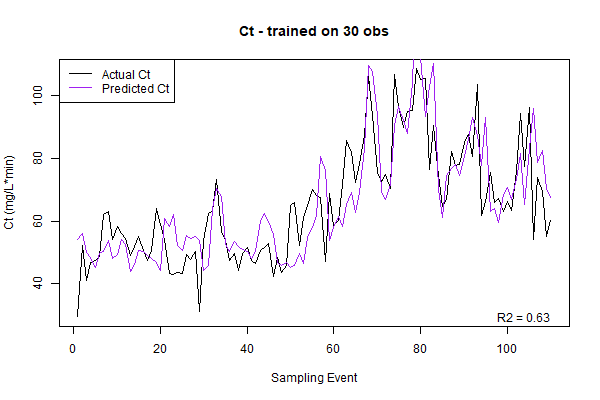 Ct - trained on 30 obs
Actual Ct
Predicted Ct
Ct (mg/L*min)
100
80
60
40
R2 = 0.63
0 20 40 60 80 100
Sampling Event